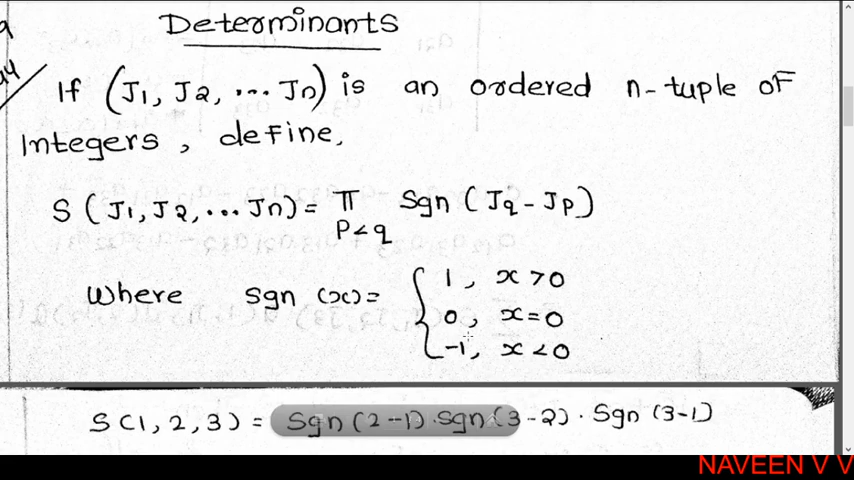 Determinants
If (J1, J2, ... Jn) is an ordered n-tuple of
Integers, define,
S (J1, J2, ... Jn) = π Sgn (Jq - Jp)
P<q
Where sgn (x) = { 1, x > 0
0, x = 0
-1, x < 0
S(1, 2, 3) = Sgn (2-1) Sgn (3-2) . Sgn (3-1)
NAVEEN V V